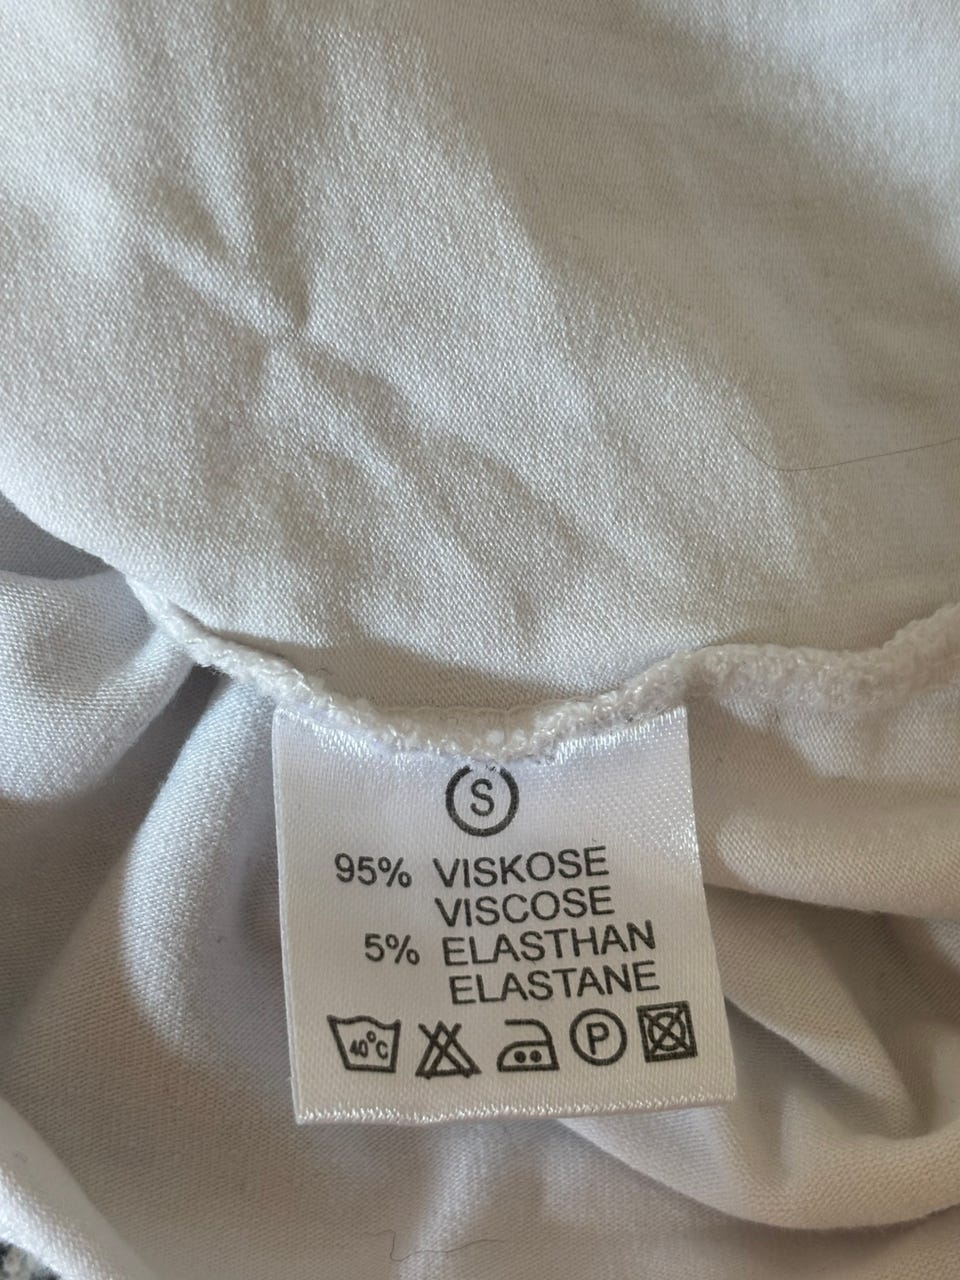 S
95% VISKOSE
VISCOSE
5% ELASTHAN
ELASTANE
40°C P